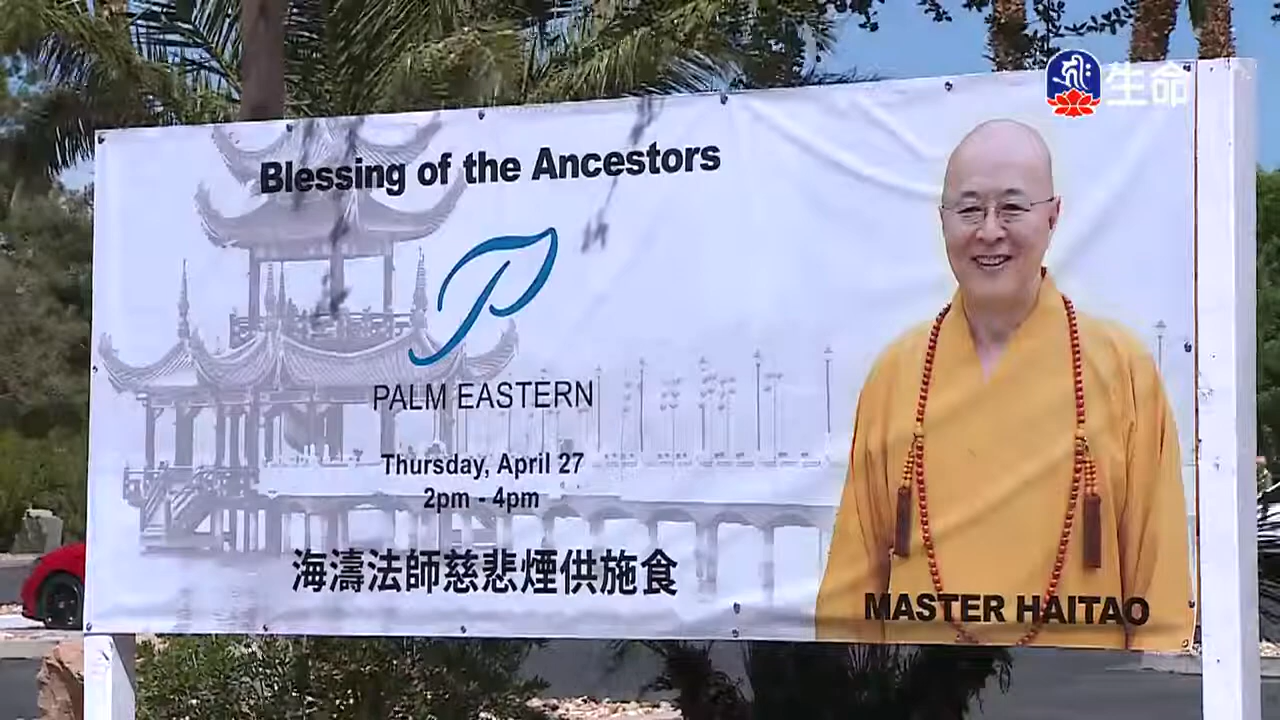 生命
Blessing of the Ancestors
PALM EASTERN
Thursday, April 27
2pm - 4pm
海濤法師慈悲煙供施食
MASTER HAITAO